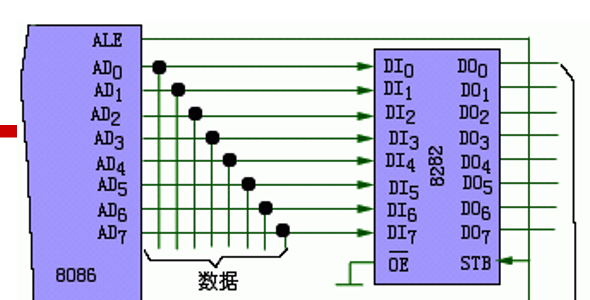 ALE
AD0 DI0 DO0
AD1 DI1 DO1
AD2 DI2 DO2
AD3 DI3 DO3
AD4 DI4 DO4
AD5 DI5 DO5
AD6 DI6 DO6
AD7 DI7 DO7
8282
OE STB
8086
数据